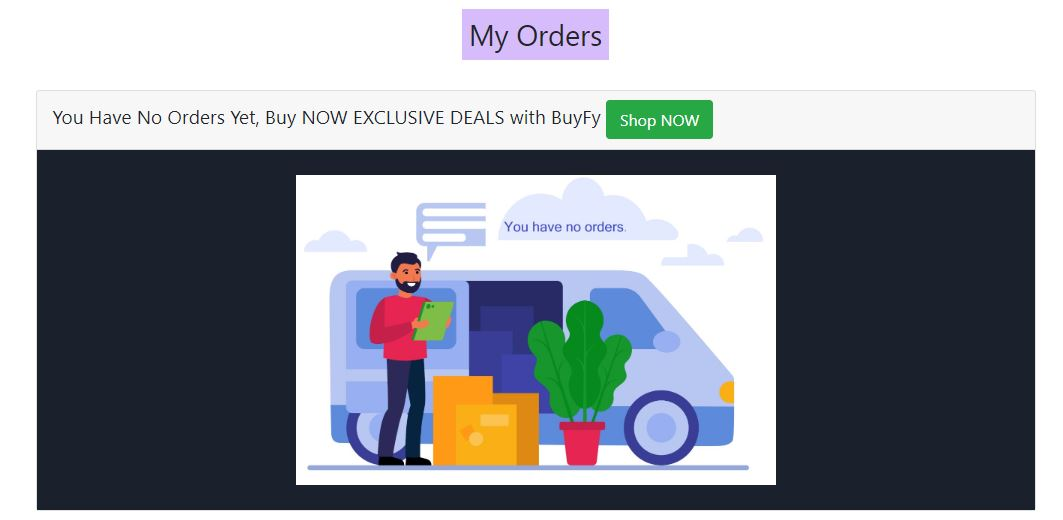 My Orders
You Have No Orders Yet, Buy NOW EXCLUSIVE DEALS with BuyFy Shop NOW
You have no orders.